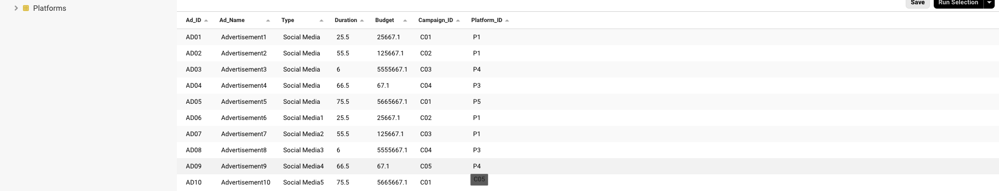 Platforms
Save Run Selection
Ad_ID Ad_Name Type Duration Budget Campaign_ID Platform_ID
AD01 Advertisement1 Social Media 25.5 25667.1 C01 P1
AD02 Advertisement2 Social Media 55.5 125667.1 C02 P1
AD03 Advertisement3 Social Media 6 5555667.1 C03 P4
AD04 Advertisement4 Social Media 66.5 67.1 C04 P3
AD05 Advertisement5 Social Media 75.5 5665667.1 C01 P5
AD06 Advertisement6 Social Media1 25.5 25667.1 C02 P1
AD07 Advertisement7 Social Media2 55.5 125667.1 C03 P1
AD08 Advertisement8 Social Media3 6 5555667.1 C04 P3
AD09 Advertisement9 Social Media4 66.5 67.1 C05 P4
C05
AD10 Advertisement10 Social Media5 75.5 5665667.1 C01